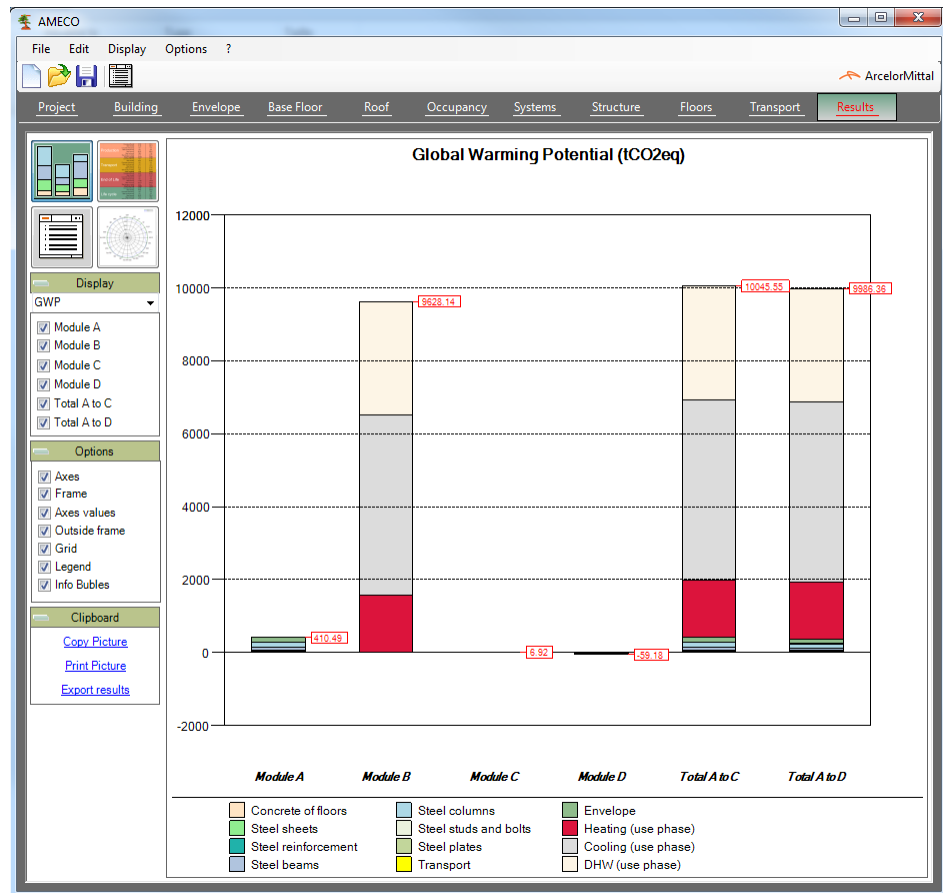 AMECO
File Edit Display Options ?
ArcelorMittal
Project Building Envelope Base Floor Roof Occupancy Systems Structure Floors Transport Results
Display
GWP
Module A
Module B
Module C
Module D
Total A to C
Total A to D
Options
Axes
Frame
Axes values
Outside frame
Grid
Legend
Info Bubles
Clipboard
Copy Picture
Print Picture
Export results
Global Warming Potential (tCO2eq)
12000
10000
8000
6000
4000
2000
0
-2000
410.49
9628.14
6.92
-59.18
10045.55
9986.36
Module A Module B Module C Module D Total A to C Total A to D
Concrete of floors Steel columns Envelope
Steel sheets Steel studs and bolts Heating (use phase)
Steel reinforcement Steel plates Cooling (use phase)
Steel beams Transport DHW (use phase)